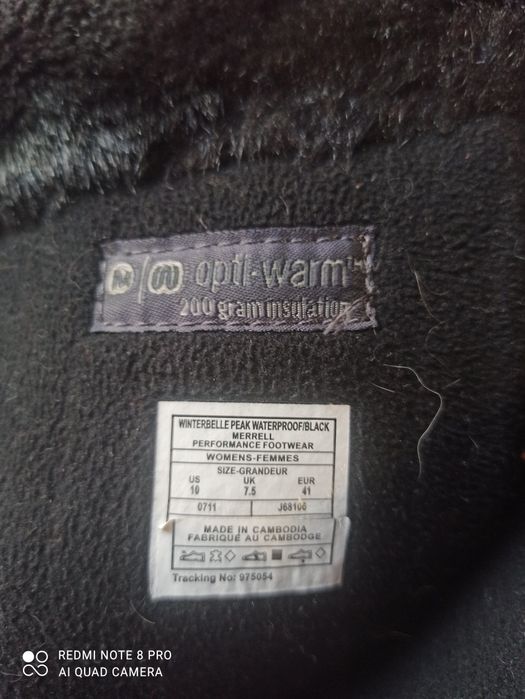 opti-warm™
200 gram insulation
WINTERBELLE PEAK WATERPROOF/BLACK
MERRELL
PERFORMANCE FOOTWEAR
WOMENS-FEMMES
SIZE-GRANDEUR
US UK EUR
10 7.5 41
0711 J68106
MADE IN CAMBODIA
FABRIQUÉ AU CAMBODGE
Tracking No: 975054
REDMI NOTE 8 PRO
AI QUAD CAMERA